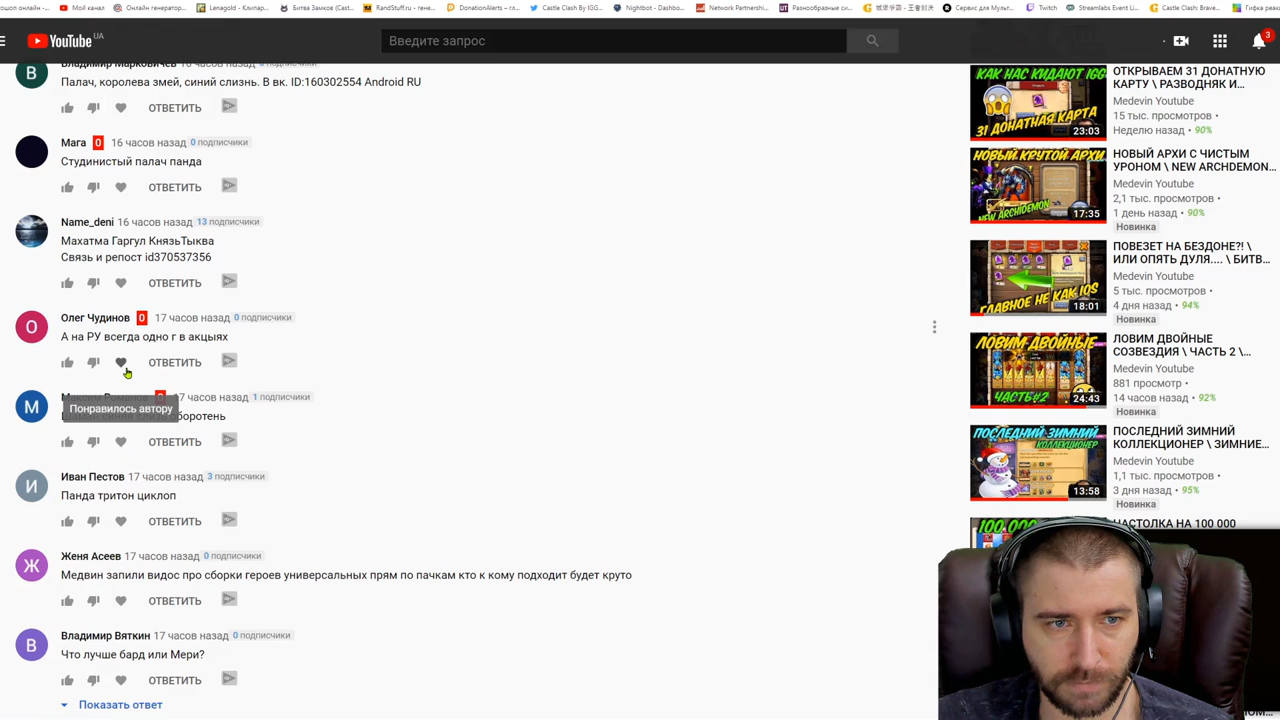 ошоп онлайн)
Мой канал
Онлайн генератор...
Lenagold - Клипар...
Битва Замков (Cast...
RandStuff.ru - гене...
DonationAlerts – гл...
Castle Clash By IGG...
Nightbot - Dashbo...
Network Partnershi...
Разнообразные си...
Сервис для Муль...
Twitch
Streamlabs Event Li...
Castle Clash: Brave...
Гифка реак
YouTube UA
Введите запрос
3
Владимир Маркович 16 часов назад 0 подписчики
Палач, королева змей, синий слизнь. В вк. ID:160302554 Android RU
ОТВЕТИТЬ
Мага 0 16 часов назад 0 подписчики
Студинистый палач панда
ОТВЕТИТЬ
Name_deni 16 часов назад 13 подписчики
Махатма Гаргул КнязьТыква
Связь и репост id370537356
ОТВЕТИТЬ
Олег Чудинов 0 17 часов назад 0 подписчики
А на РУ всегда одно г в акцыях
ОТВЕТИТЬ
Понравилось автору
17 часов назад 1 подписчики
оборотень
ОТВЕТИТЬ
Иван Пестов 17 часов назад 3 подписчики
Панда тритон циклоп
ОТВЕТИТЬ
Женя Асеев 17 часов назад 0 подписчики
Медвин запили видос про сборки героев универсальных прям по пачкам кто к кому подходит будет круто
ОТВЕТИТЬ
Владимир Вяткин 17 часов назад 0 подписчики
Что лучше бард или Мери?
ОТВЕТИТЬ
Показать ответ
КАК НАС КИДАЮТ IGG
31 ДОНАТНАЯ КАРТА
23:03
ОТКРЫВАЕМ 31 ДОНАТНУЮ
КАРТУ \ РАЗВОДНЯК И...
Medevin Youtube
15 тыс. просмотров •
Неделю назад • 90%
НОВЫЙ КРУТОЙ АРХИ
NEW ARCHDEMON
17:35
НОВЫЙ АРХИ С ЧИСТЫМ
УРОНОМ \ NEW ARCHDEMON...
Medevin Youtube
2,1 тыс. просмотров •
1 день назад • 90%
Новинка
ГЛАВНОЕ НЕ КАК IOS
18:01
ПОВЕЗЕТ НА БЕЗДОНЕ?! \
ИЛИ ОПЯТЬ ДУЛЯ.... \ БИТВ...
Medevin Youtube
5 тыс. просмотров •
4 дня назад • 94%
Новинка
ЛОВИМ ДВОЙНЫЕ
ЧАСТЬ#2
24:43
ЛОВИМ ДВОЙНЫЕ
СОЗВЕЗДИЯ \ ЧАСТЬ 2 \...
Medevin Youtube
881 просмотр •
14 часов назад • 92%
Новинка
ПОСЛЕДНИЙ ЗИМНИЙ
КОЛЛЕКЦИОНЕР
13:58
ПОСЛЕДНИЙ ЗИМНИЙ
КОЛЛЕКЦИОНЕР \ ЗИМНИЕ...
Medevin Youtube
1,1 тыс. просмотров •
3 дня назад • 95%
Новинка
100,000
НАСТОЛКА НА 100 000